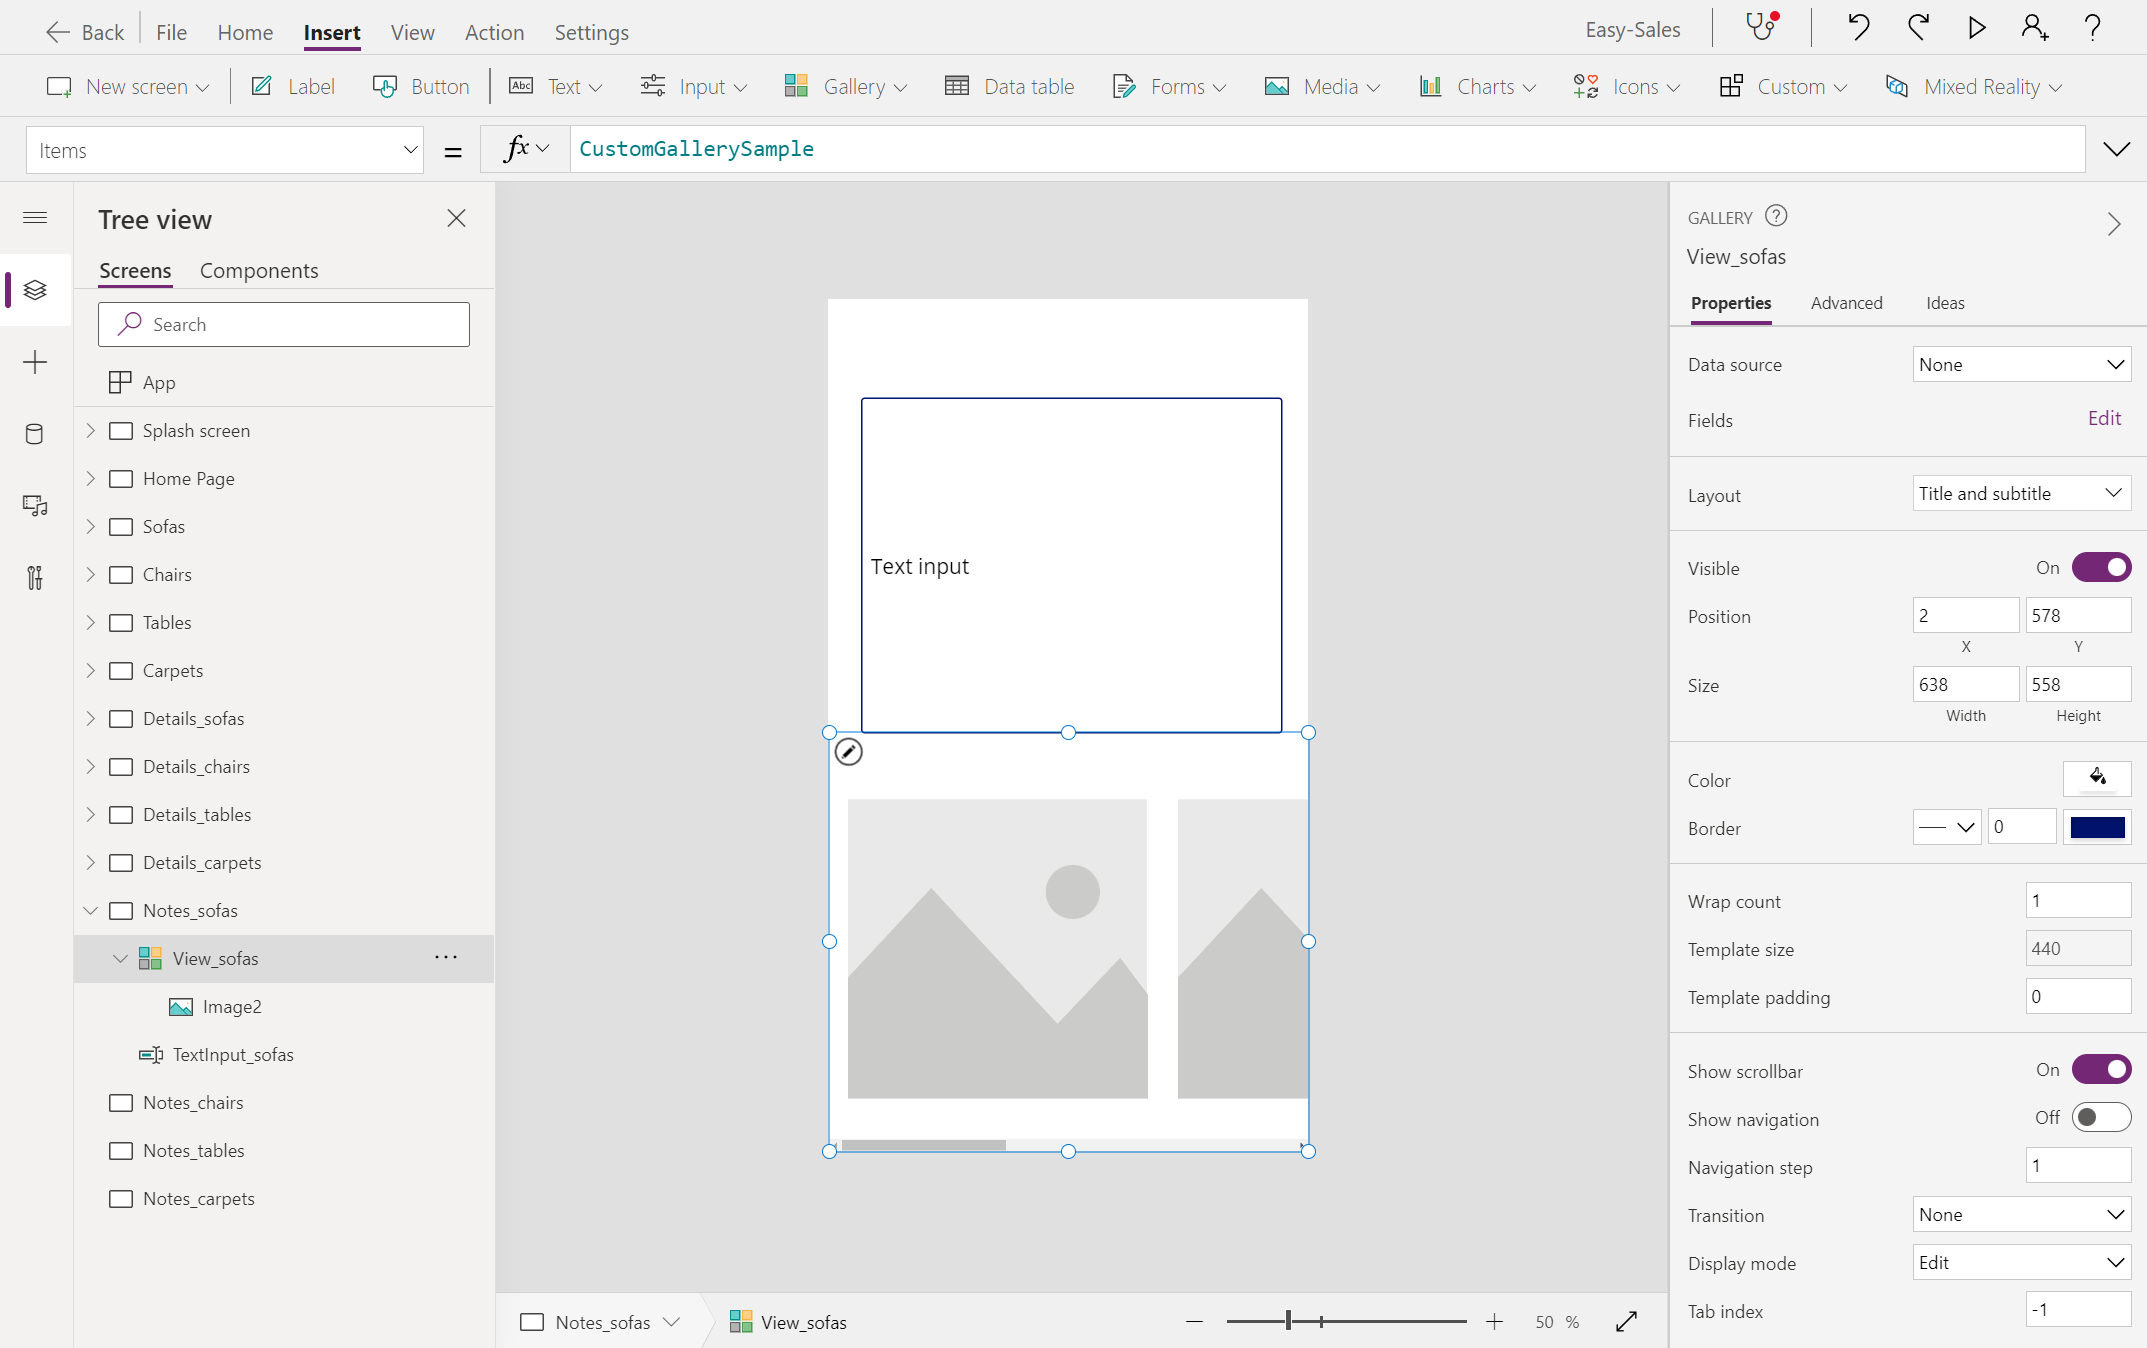 Back File Home Insert View Action Settings Easy-Sales ?
New screen Label Button Abc Text Input Gallery Data table Forms Media Charts Icons Custom Mixed Reality
Items = fx CustomGallerySample
Tree view
Screens Components
Search
App
Splash screen
Home Page
Sofas
Chairs
Tables
Carpets
Details_sofas
Details_chairs
Details_tables
Details_carpets
Notes_sofas
View_sofas ...
Image2
TextInput_sofas
Notes_chairs
Notes_tables
Notes_carpets
Text input
Notes_sofas View_sofas 50 %
GALLERY ?
View_sofas
Properties Advanced Ideas
Data source None
Fields Edit
Layout Title and subtitle
Visible On
Position 2 578
X Y
Size 638 558
Width Height
Color
Border 0
Wrap count 1
Template size 440
Template padding 0
Show scrollbar On
Show navigation Off
Navigation step 1
Transition None
Display mode Edit
Tab index -1